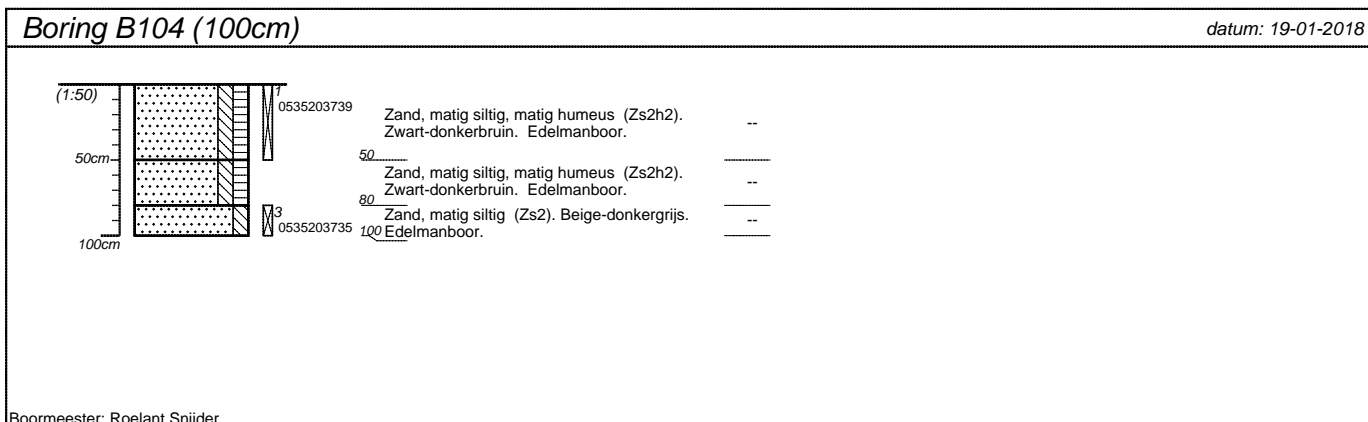 Boring B104 (100cm)
datum: 19-01-2018
(1:50)
1
0535203739
Zand, matig siltig, matig humeus (Zs2h2).
Zwart-donkerbruin. Edelmanboor.
--
50cm
50
Zand, matig siltig, matig humeus (Zs2h2).
Zwart-donkerbruin. Edelmanboor.
--
80
3
0535203735
Zand, matig siltig (Zs2). Beige-donkergrijs.
Edelmanboor.
--
100
100cm
Boormeester: Roelant Snijder